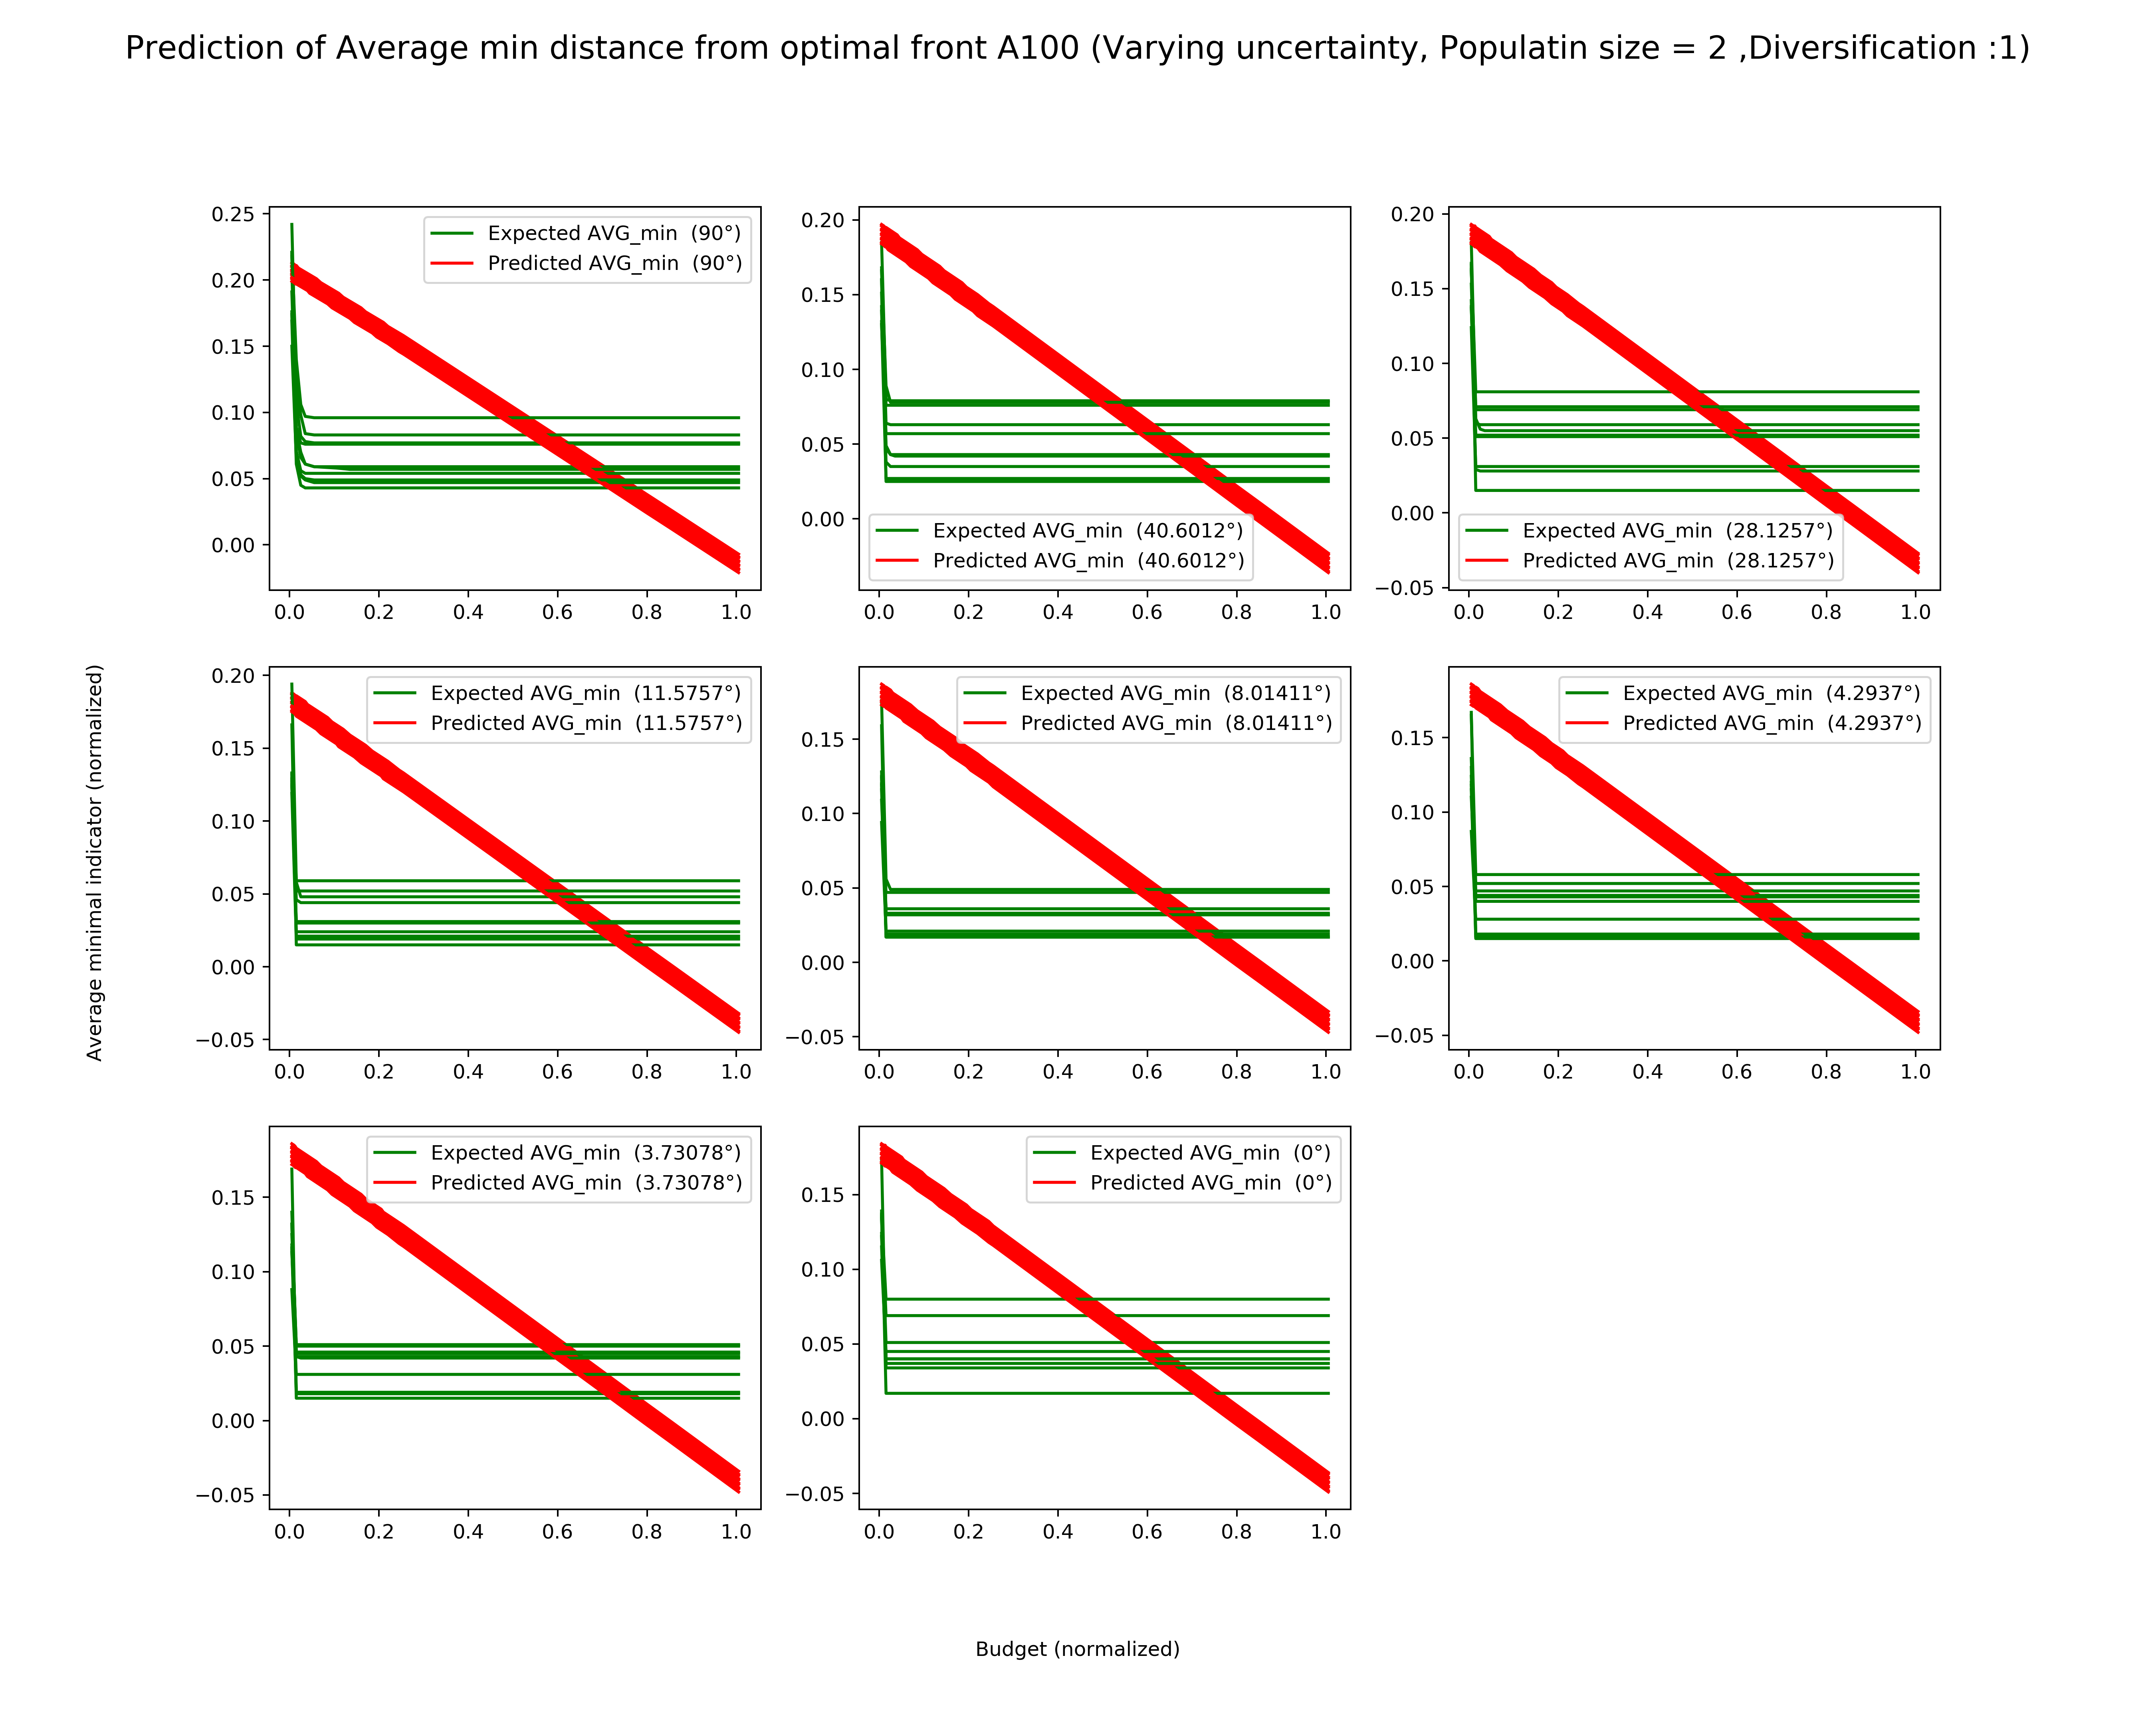 Prediction of Average min distance from optimal front A100 (Varying uncertainty, Populatin size = 2 ,Diversification :1)
0.25
0.20
0.15
0.10
0.05
0.00
Expected AVG_min (90°)
Predicted AVG_min (90°)
0.0 0.2 0.4 0.6 0.8 1.0
0.20
0.15
0.10
0.05
0.00
Expected AVG_min (40.6012°)
Predicted AVG_min (40.6012°)
0.0 0.2 0.4 0.6 0.8 1.0
0.20
0.15
0.10
0.05
0.00
−0.05
Expected AVG_min (28.1257°)
Predicted AVG_min (28.1257°)
0.0 0.2 0.4 0.6 0.8 1.0
Average minimal indicator (normalized)
0.20
0.15
0.10
0.05
0.00
−0.05
Expected AVG_min (11.5757°)
Predicted AVG_min (11.5757°)
0.0 0.2 0.4 0.6 0.8 1.0
0.15
0.10
0.05
0.00
−0.05
Expected AVG_min (8.01411°)
Predicted AVG_min (8.01411°)
0.0 0.2 0.4 0.6 0.8 1.0
0.15
0.10
0.05
0.00
−0.05
Expected AVG_min (4.2937°)
Predicted AVG_min (4.2937°)
0.0 0.2 0.4 0.6 0.8 1.0
0.15
0.10
0.05
0.00
−0.05
Expected AVG_min (3.73078°)
Predicted AVG_min (3.73078°)
0.0 0.2 0.4 0.6 0.8 1.0
0.15
0.10
0.05
0.00
−0.05
Expected AVG_min (0°)
Predicted AVG_min (0°)
0.0 0.2 0.4 0.6 0.8 1.0
Budget (normalized)